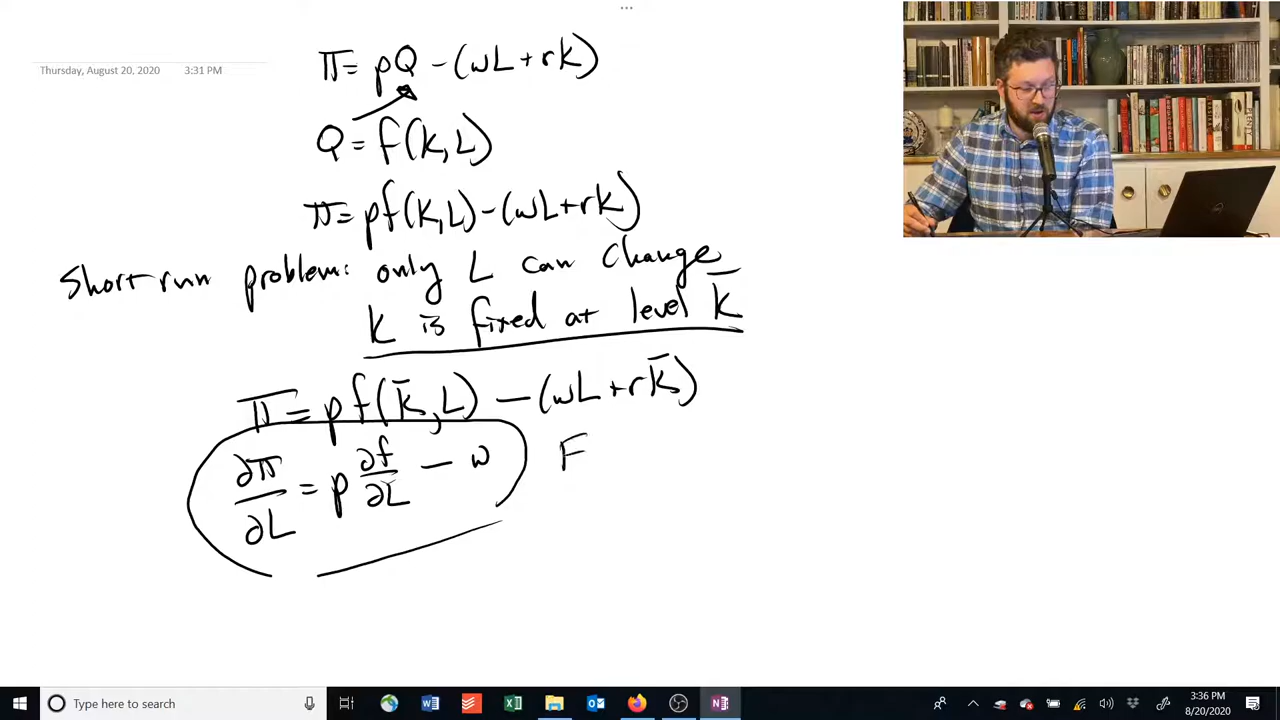 Thursday, August 20, 2020 3:31 PM
π = pQ - (wL + rK)
Q = f(K, L)
π = pf(K, L) - (wL + rK)
Short run problem: only L can change
K is fixed at level K̄
π = p f(K̄, L) - (wL + rK̄)
∂π/∂L = p ∂f/∂L - w F
Type here to search
3:36 PM
8/20/2020